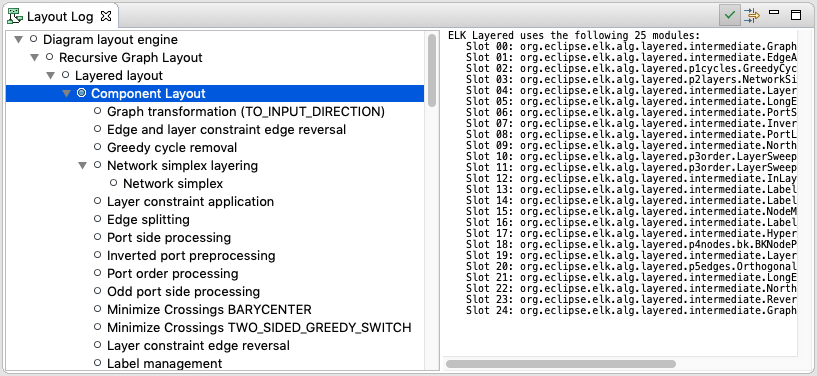 Layout Log
Diagram layout engine
Recursive Graph Layout
Layered layout
Component Layout
Graph transformation (TO_INPUT_DIRECTION)
Edge and layer constraint edge reversal
Greedy cycle removal
Network simplex layering
Network simplex
Layer constraint application
Edge splitting
Port side processing
Inverted port preprocessing
Port order processing
Odd port side processing
Minimize Crossings BARYCENTER
Minimize Crossings TWO_SIDED_GREEDY_SWITCH
Layer constraint edge reversal
Label management
ELK Layered uses the following 25 modules:
Slot 00: org.eclipse.elk.alg.layered.intermediate.Graph
Slot 01: org.eclipse.elk.alg.layered.intermediate.EdgeA
Slot 02: org.eclipse.elk.alg.layered.p1cycles.GreedyCyc
Slot 03: org.eclipse.elk.alg.layered.p2layers.NetworkSi
Slot 04: org.eclipse.elk.alg.layered.intermediate.Layer
Slot 05: org.eclipse.elk.alg.layered.intermediate.LongE
Slot 06: org.eclipse.elk.alg.layered.intermediate.PortS
Slot 07: org.eclipse.elk.alg.layered.intermediate.Inver
Slot 08: org.eclipse.elk.alg.layered.intermediate.PortL
Slot 09: org.eclipse.elk.alg.layered.intermediate.North
Slot 10: org.eclipse.elk.alg.layered.p3order.LayerSweep
Slot 11: org.eclipse.elk.alg.layered.p3order.LayerSweep
Slot 12: org.eclipse.elk.alg.layered.intermediate.InLay
Slot 13: org.eclipse.elk.alg.layered.intermediate.Label
Slot 14: org.eclipse.elk.alg.layered.intermediate.Label
Slot 15: org.eclipse.elk.alg.layered.intermediate.NodeM
Slot 16: org.eclipse.elk.alg.layered.intermediate.Label
Slot 17: org.eclipse.elk.alg.layered.intermediate.Hyper
Slot 18: org.eclipse.elk.alg.layered.p4nodes.bk.BKNodeP
Slot 19: org.eclipse.elk.alg.layered.intermediate.Layer
Slot 20: org.eclipse.elk.alg.layered.p5edges.Orthogonal
Slot 21: org.eclipse.elk.alg.layered.intermediate.LongE
Slot 22: org.eclipse.elk.alg.layered.intermediate.North
Slot 23: org.eclipse.elk.alg.layered.intermediate.Rever
Slot 24: org.eclipse.elk.alg.layered.intermediate.Graph